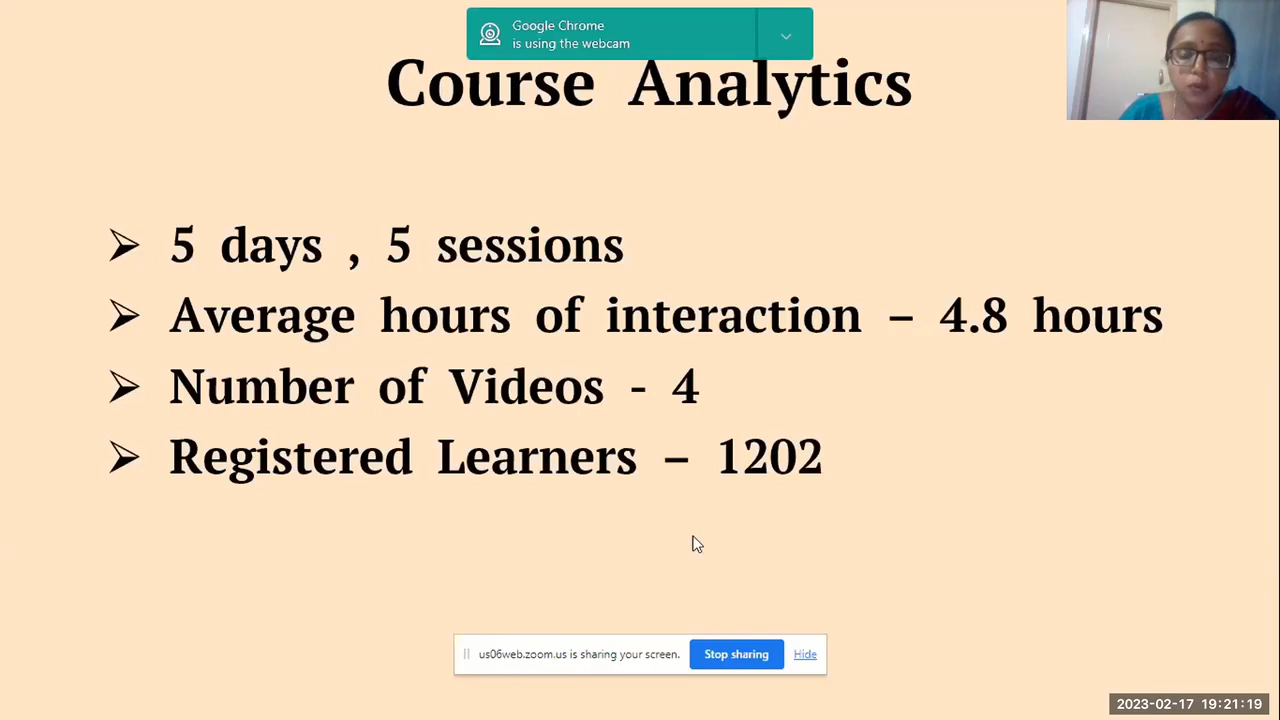 Google Chrome
is using the webcam
Course Analytics
5 days , 5 sessions
Average hours of interaction – 4.8 hours
Number of Videos - 4
Registered Learners – 1202
us06web.zoom.us is sharing your screen. Stop sharing Hide
2023-02-17 19:21:19